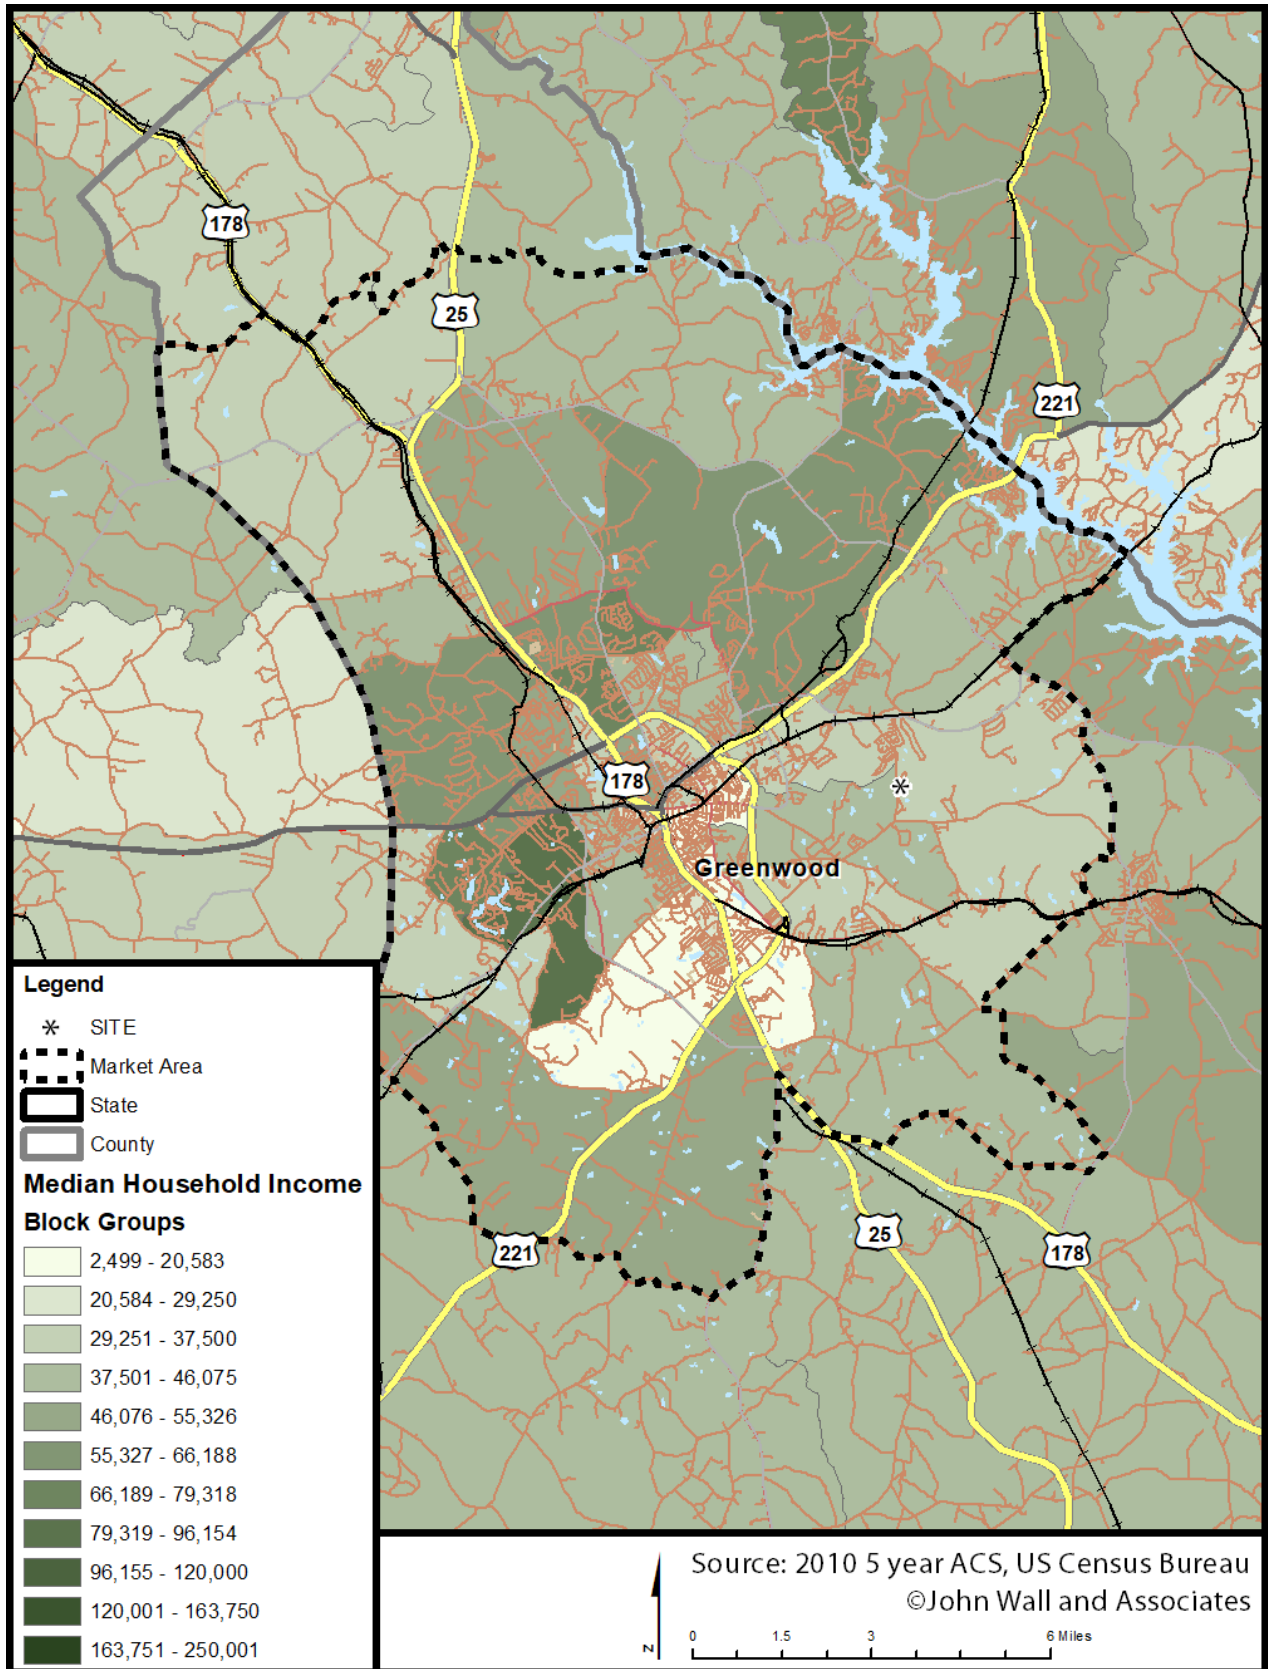 178
25
221
178
Greenwood
221
25
178
Legend
SITE
Market Area
State
County
Median Household Income
Block Groups
2,499 - 20,583
20,584 - 29,250
29,251 - 37,500
37,501 - 46,075
46,076 - 55,326
55,327 - 66,188
66,189 - 79,318
79,319 - 96,154
96,155 - 120,000
120,001 - 163,750
163,751 - 250,001
Source: 2010 5 year ACS, US Census Bureau
©John Wall and Associates
N
0 1.5 3 6 Miles